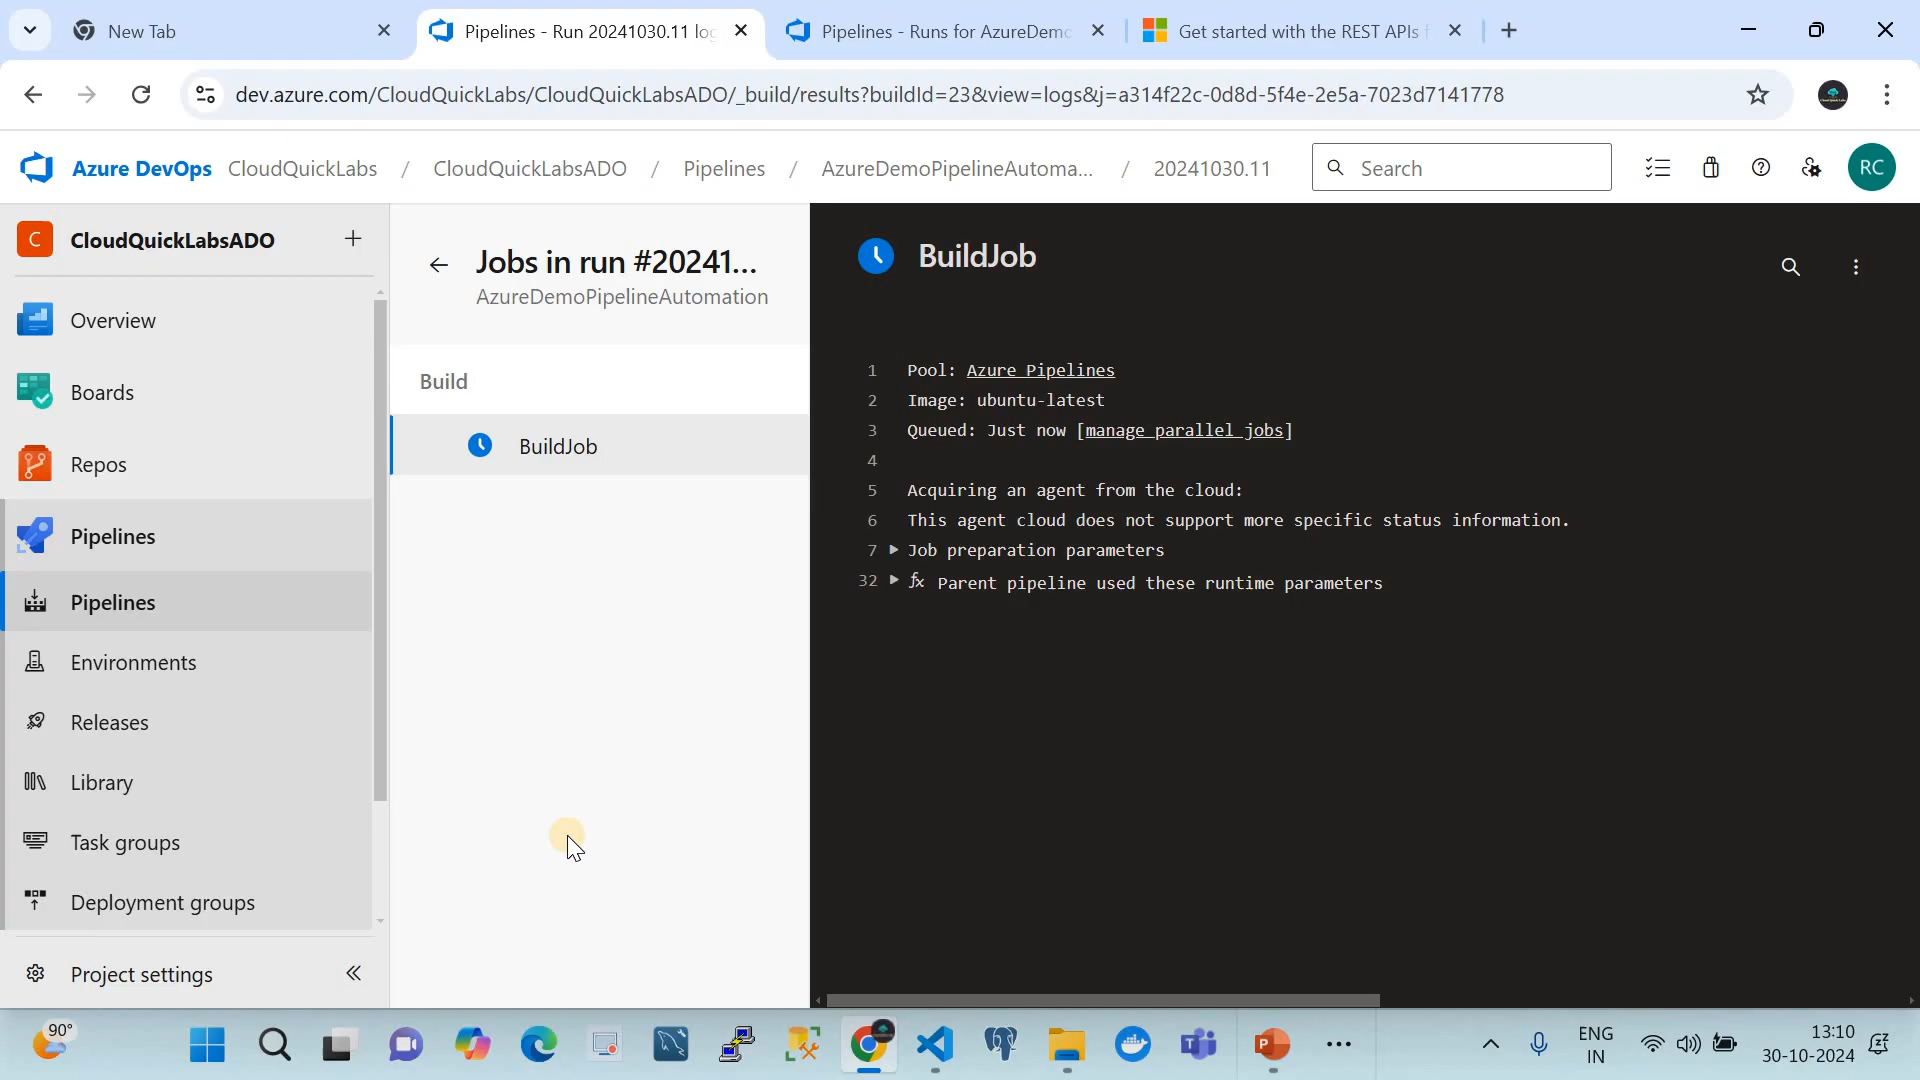 New Tab
Pipelines - Run 20241030.11 log
Pipelines - Runs for AzureDemo
Get started with the REST APIs f
dev.azure.com/CloudQuickLabs/CloudQuickLabsADO/_build/results?buildId=23&view=logs&j=a314f22c-0d8d-5f4e-2e5a-7023d7141778
Azure DevOps CloudQuickLabs / CloudQuickLabsADO / Pipelines / AzureDemoPipelineAutoma... / 20241030.11
Search
RC
C CloudQuickLabsADO
Overview
Boards
Repos
Pipelines
Pipelines
Environments
Releases
Library
Task groups
Deployment groups
Project settings
Jobs in run #20241...
AzureDemoPipelineAutomation
Build
BuildJob
BuildJob
1 Pool: Azure Pipelines
2 Image: ubuntu-latest
3 Queued: Just now [manage parallel jobs]
4
5 Acquiring an agent from the cloud:
6 This agent cloud does not support more specific status information.
7 Job preparation parameters
32 fx Parent pipeline used these runtime parameters
90°
ENG
IN
13:10
30-10-2024